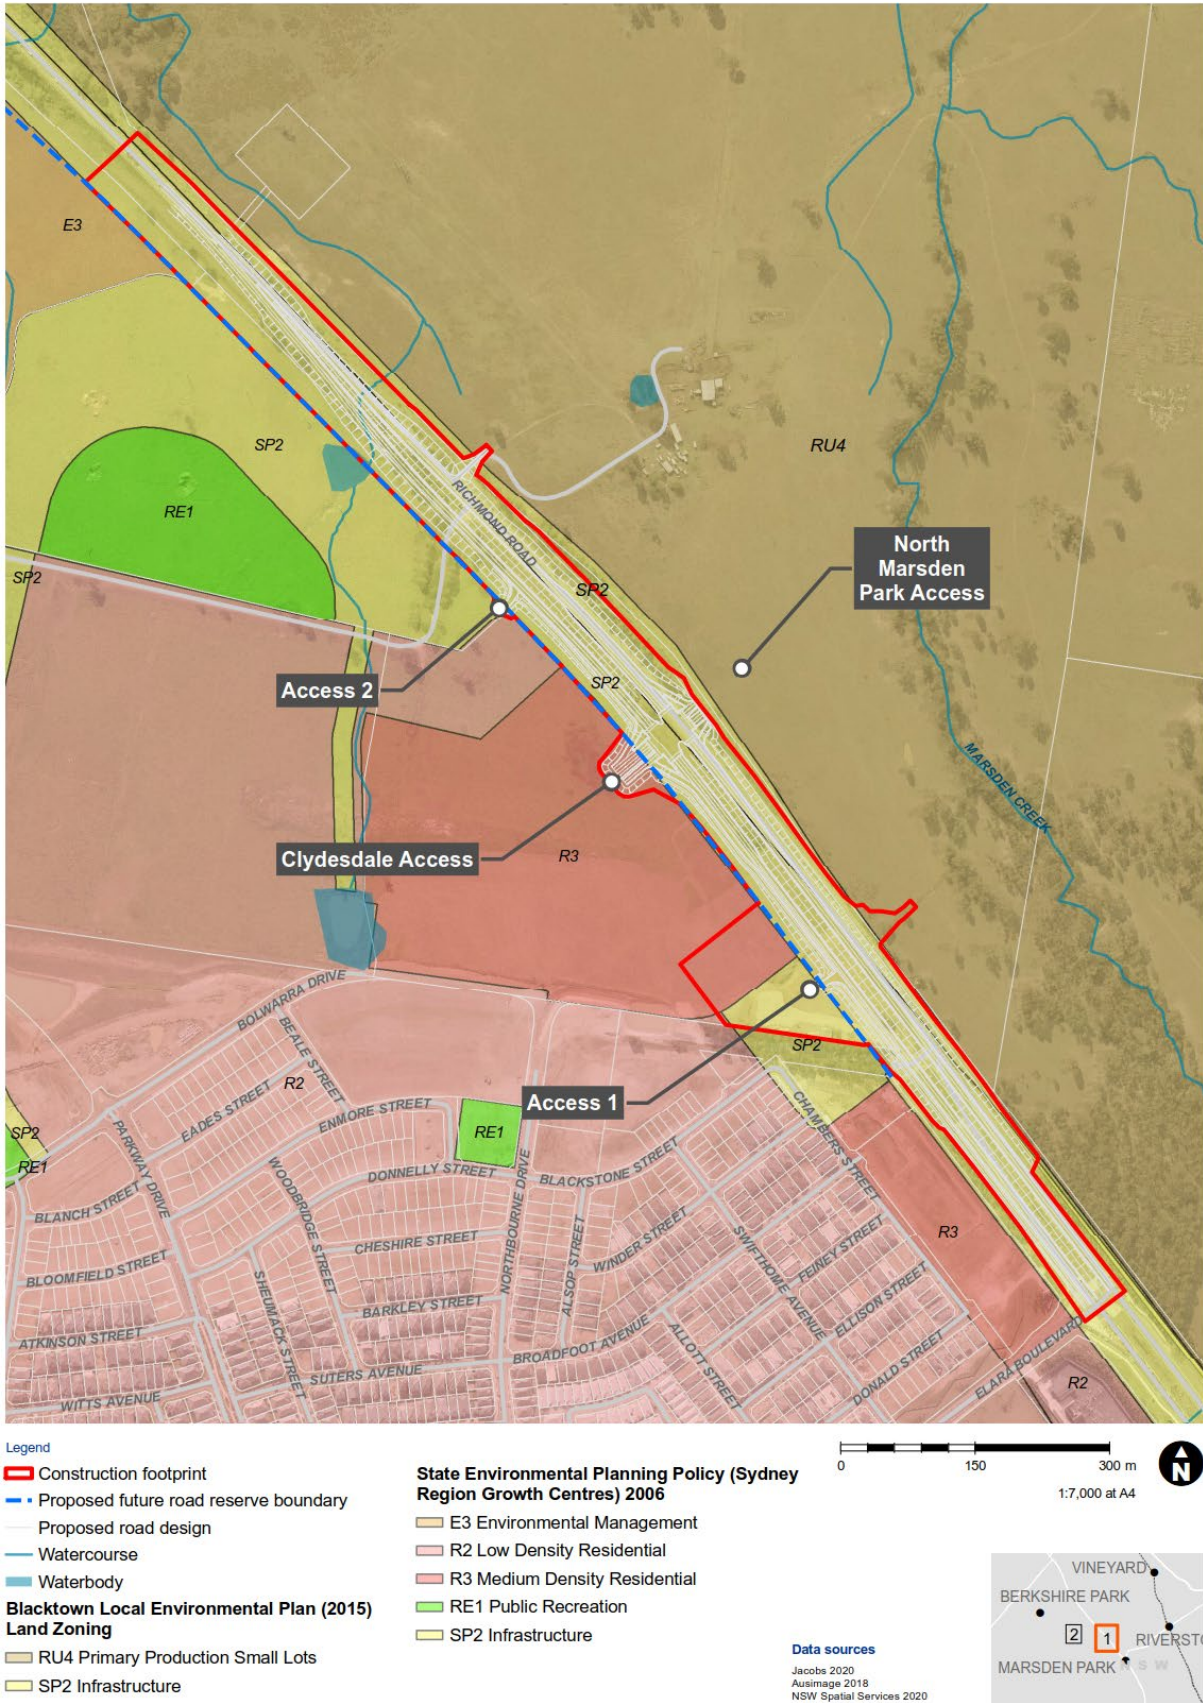 E3
SP2
RE1
SP2
RICHMOND ROAD
RU4
North
Marsden
Park Access
SP2
SP2
Access 2
Clydesdale Access
R3
MARSDEN CREEK
SP2
Access 1
BOLWARRA DRIVE
BEALE STREET
R2
EADES STREET
ENMORE STREET
RE1
SP2
RE1
PARKWAY DRIVE
WOODBRIDGE STREET
DONNELLY STREET
NORTHBOURNE DRIVE
BLACKSTONE STREET
CHAMBERS STREET
BLANCH STREET
CHESHIRE STREET
ALSOP STREET
WINDER STREET
SWIFTHOME AVENUE
FEINEY STREET
R3
BLOOMFIELD STREET
SHEUMACK STREET
BARKLEY STREET
ELLISON STREET
ATKINSON STREET
SUTERS AVENUE
BROADFOOT AVENUE
ALLOTT STREET
DONALD STREET
ELARA BOULEVARD
R2
WITTS AVENUE
Legend
Construction footprint
Proposed future road reserve boundary
Proposed road design
Watercourse
Waterbody
Blacktown Local Environmental Plan (2015)
Land Zoning
RU4 Primary Production Small Lots
SP2 Infrastructure
State Environmental Planning Policy (Sydney
Region Growth Centres) 2006
E3 Environmental Management
R2 Low Density Residential
R3 Medium Density Residential
RE1 Public Recreation
SP2 Infrastructure
0 150 300 m
N
1:7,000 at A4
Data sources
Jacobs 2020
Ausimage 2018
NSW Spatial Services 2020
VINEYARD
BERKSHIRE PARK
2
1
RIVERSTO
MARSDEN PARK
N S W